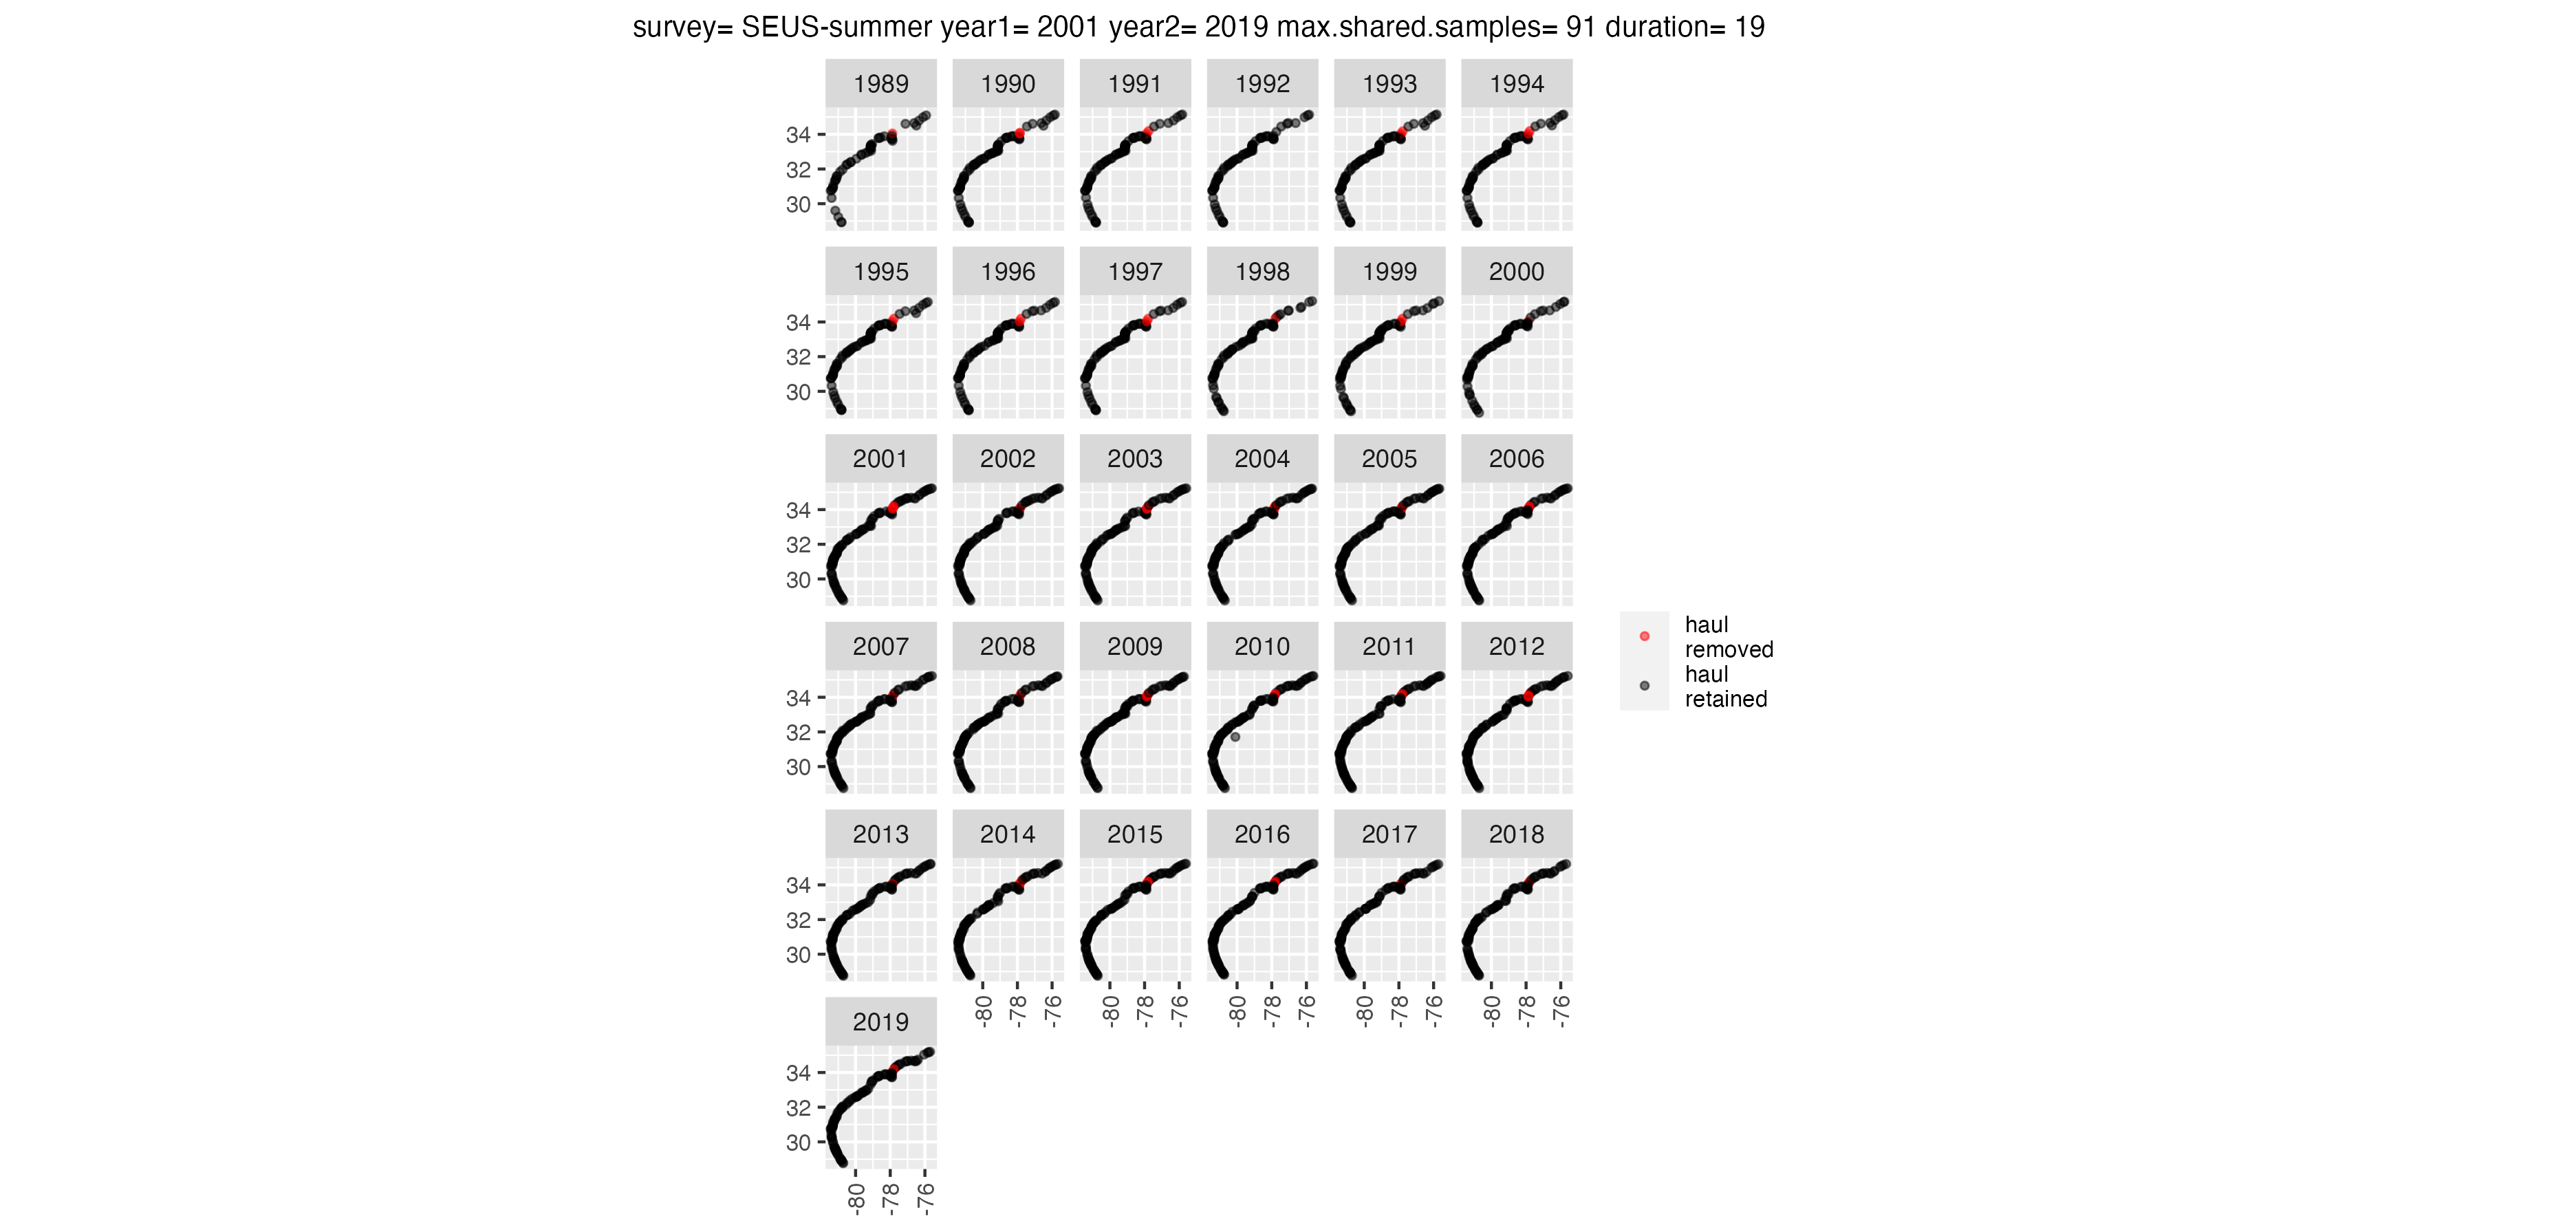 survey= SEUS-summer year1= 2001 year2= 2019 max.shared.samples= 91 duration= 19
1989 1990 1991 1992 1993 1994
34
32
30
1995 1996 1997 1998 1999 2000
34
32
30
2001 2002 2003 2004 2005 2006
34
32
30
haul
removed
haul
retained
2007 2008 2009 2010 2011 2012
34
32
30
2013 2014 2015 2016 2017 2018
34
32
30
-80 -78 -76 -80 -78 -76 -80 -78 -76 -80 -78 -76 -80 -78 -76
2019
34
32
30
-80 -78 -76